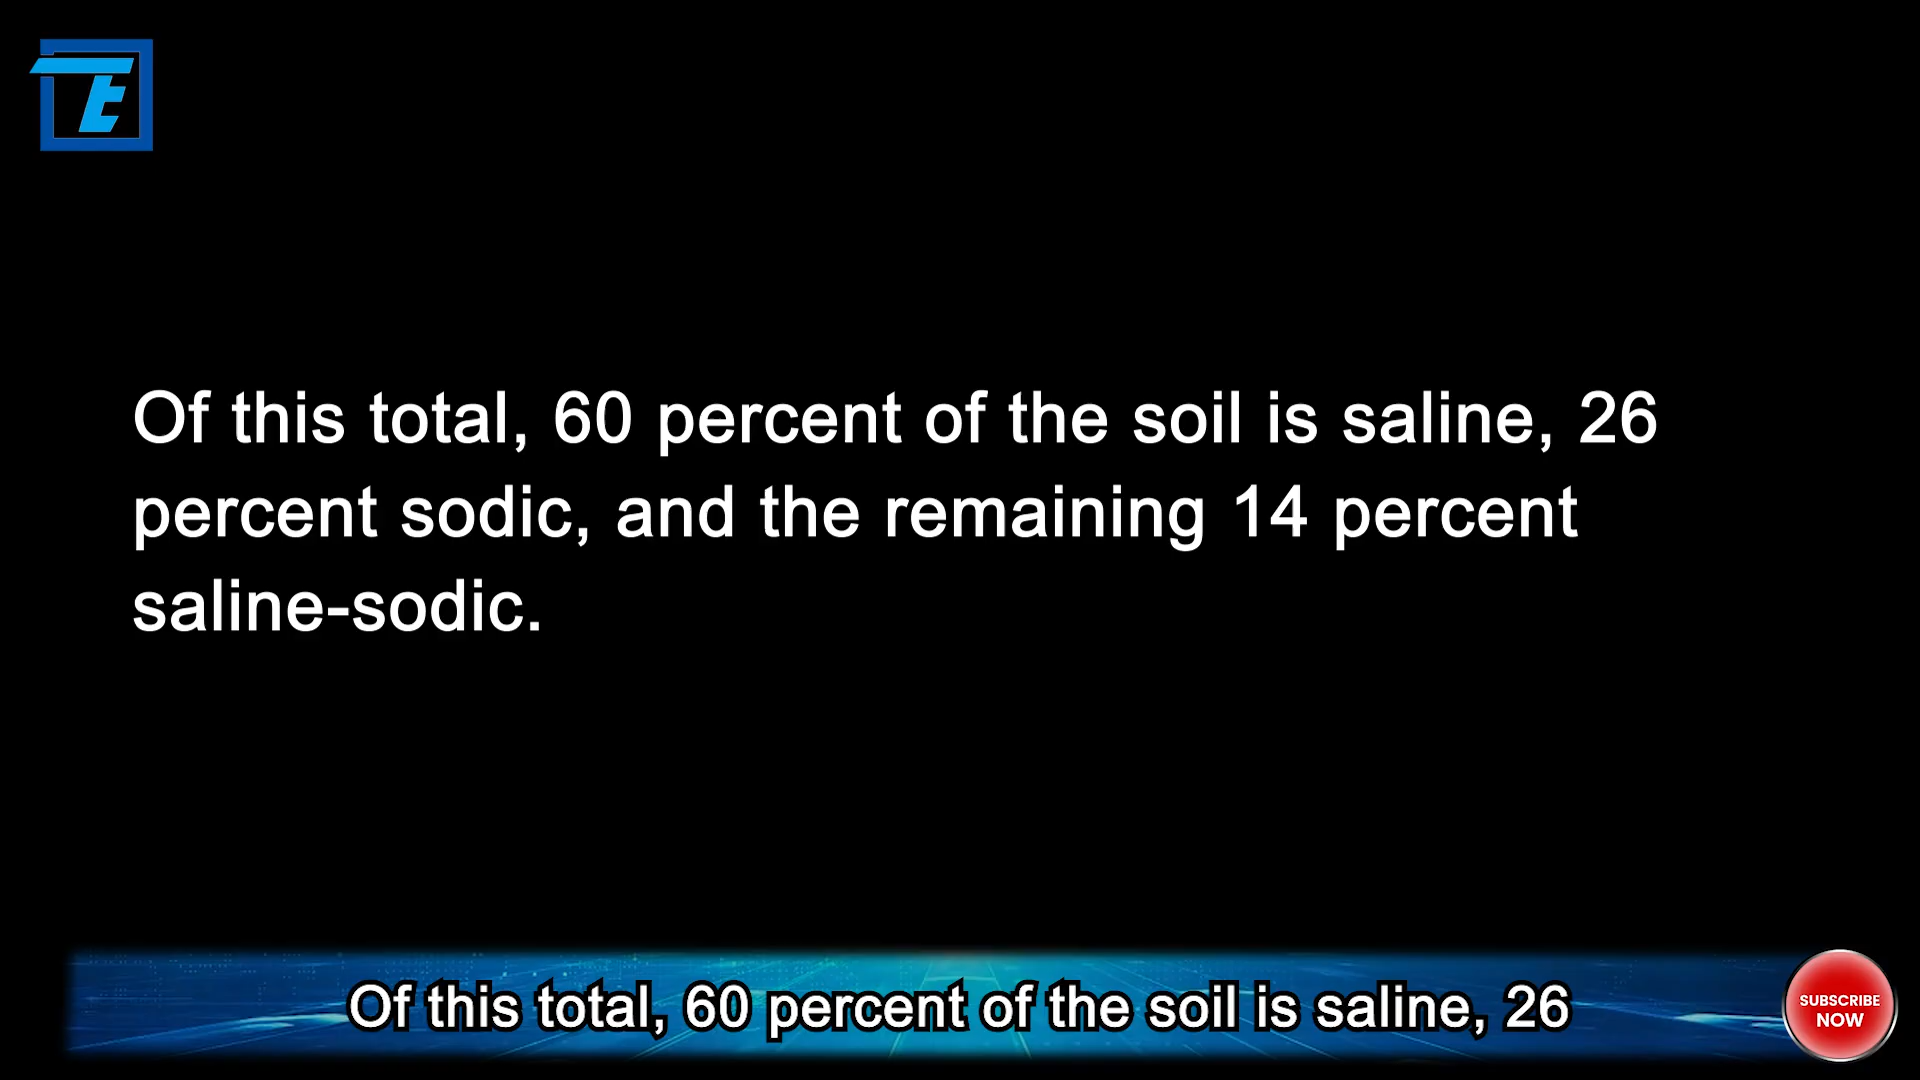 TE
Of this total, 60 percent of the soil is saline, 26
percent sodic, and the remaining 14 percent
saline-sodic.
Of this total, 60 percent of the soil is saline, 26
SUBSCRIBE
NOW